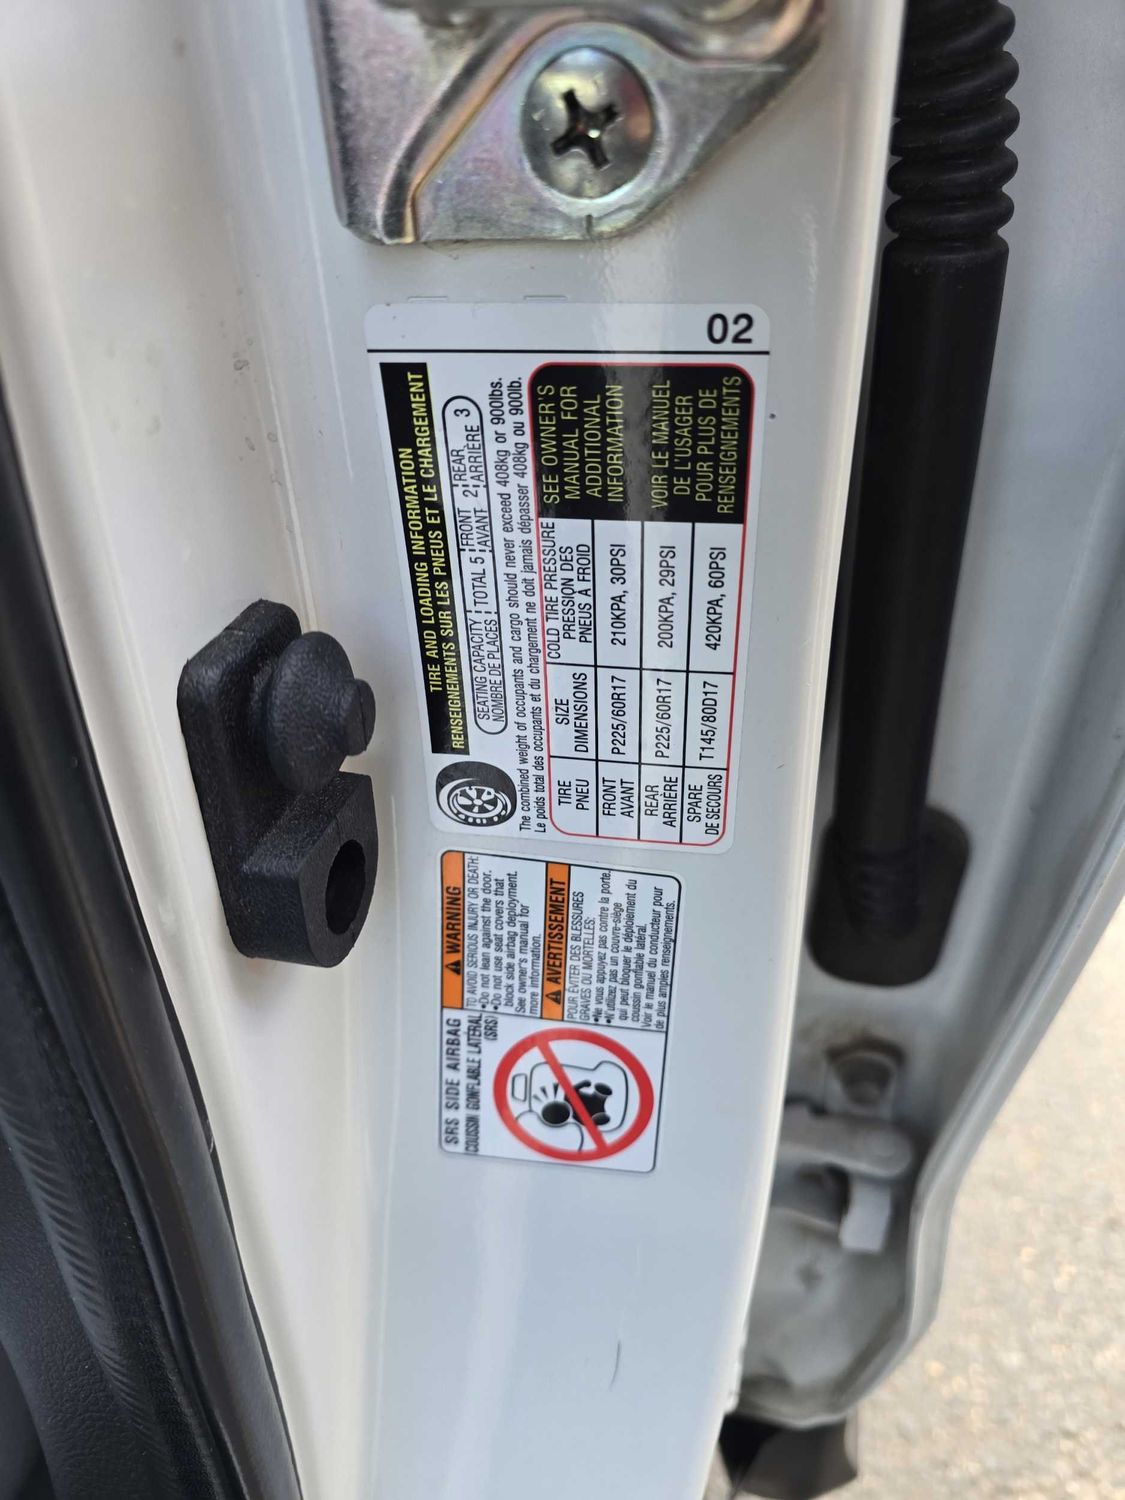 02
TIRE AND LOADING INFORMATION
RENSEIGNEMENTS SUR LES PNEUS ET LE CHARGEMENT
SEATING CAPACITY TOTAL 5 FRONT 2 REAR 3
NOMBRE DE PLACES AVANT ARRIÈRE
The combined weight of occupants and cargo should never exceed 408kg or 900lbs.
Le poids total des occupants et du chargement ne doit jamais dépasser 408kg ou 900lb.
TIRE SIZE COLD TIRE PRESSURE
PNEU DIMENSIONS PRESSION DES
PNEUS À FROID
FRONT
AVANT P225/60R17 210KPA, 30PSI
REAR
ARRIÈRE P225/60R17 200KPA, 29PSI
SPARE
DE SECOURS T145/80D17 420KPA, 60PSI
SEE OWNER'S
MANUAL FOR
ADDITIONAL
INFORMATION
VOIR LE MANUEL
DE L'USAGER
POUR PLUS DE
RENSEIGNEMENTS
SRS SIDE AIRBAG
COUSSIN GONFLABLE LATÉRAL
(SRS)
WARNING
TO AVOID SERIOUS INJURY OR DEATH:
•Do not lean against the door.
•Do not use seat covers that
block side airbag deployment.
See owner's manual for
more information.
AVERTISSEMENT
POUR ÉVITER DES BLESSURES
GRAVES OU MORTELLES:
•Ne vous appuyez pas contre la porte.
•N'utilizez pas un couvre-siège
qui peut bloquer le déploiement du
coussin gonflable latéral.
Voir le manuel du conducteur pour
de plus amples renseignements.